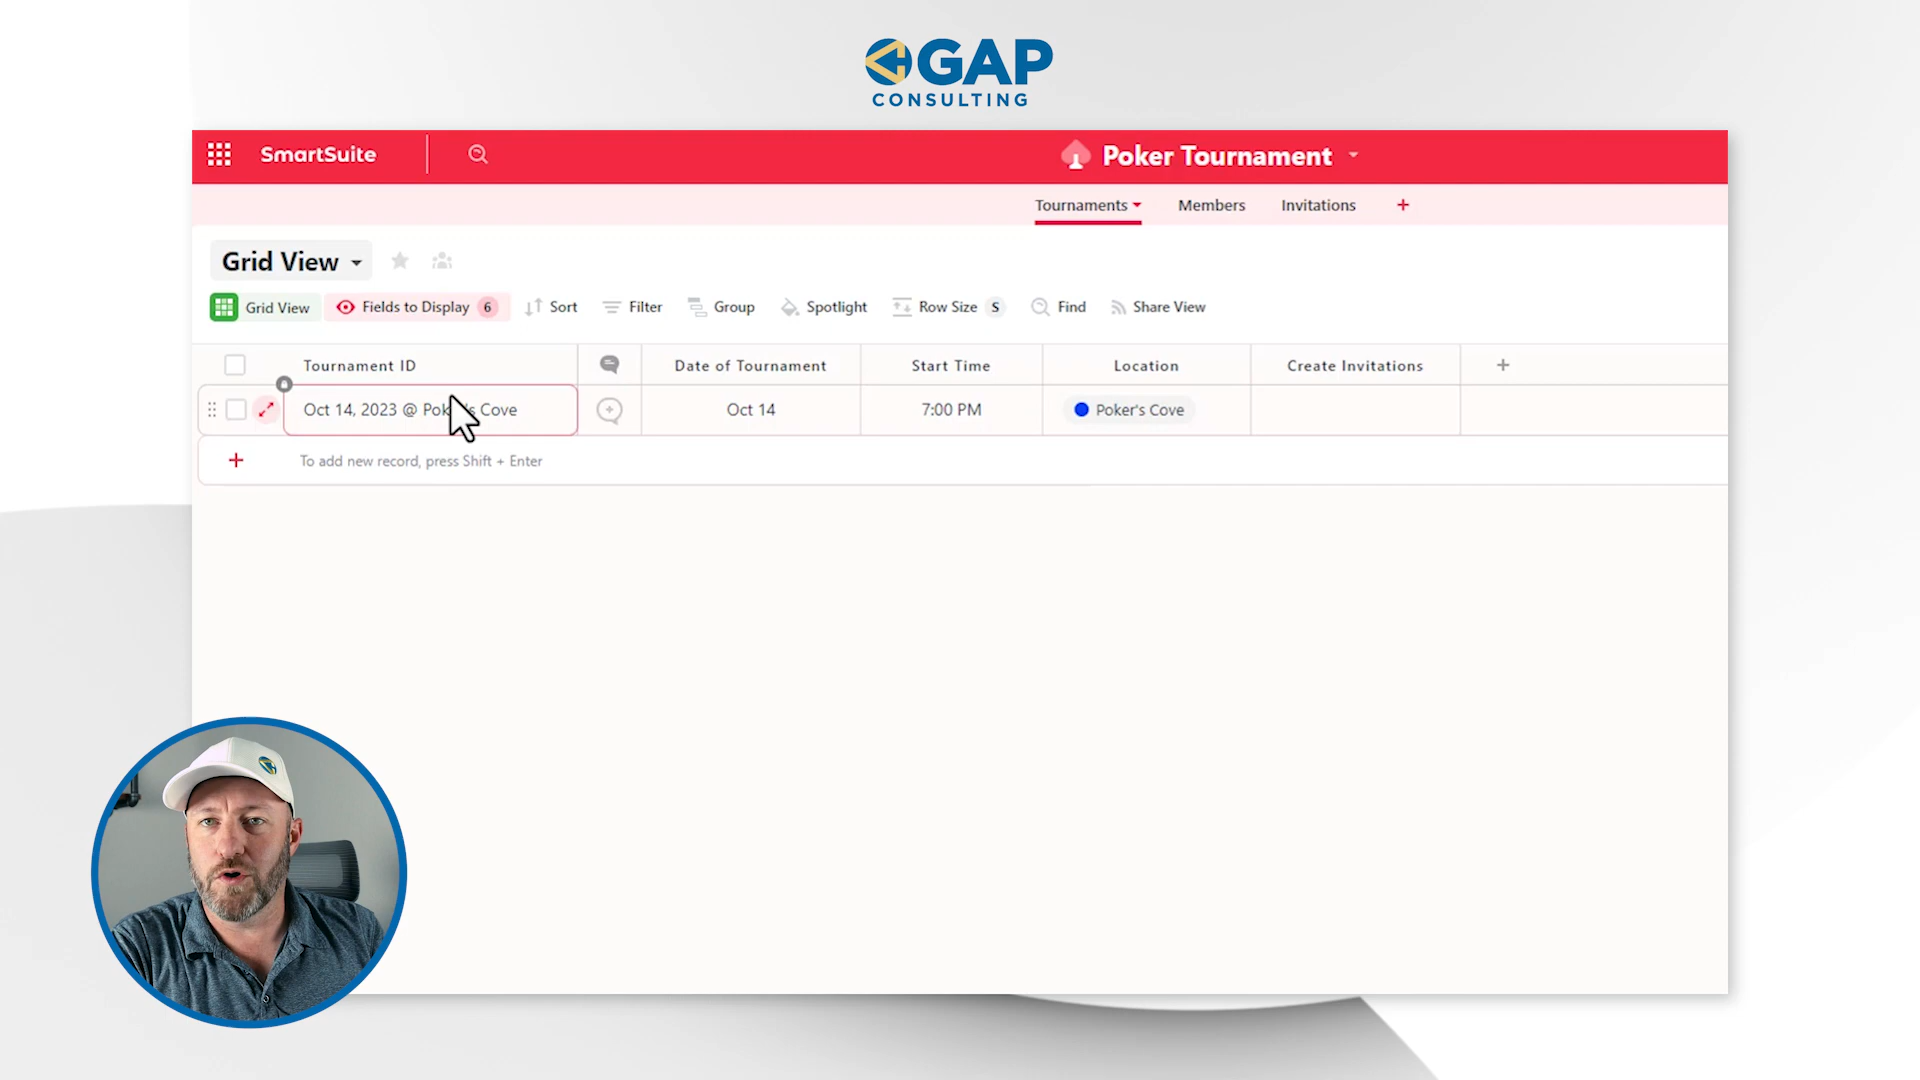 GAP
CONSULTING
SmartSuite
Poker Tournament
Tournaments
Members
Invitations
Grid View
Grid View
Fields to Display 6
Sort
Filter
Group
Spotlight
Row Size S
Find
Share View
Tournament ID
Date of Tournament
Start Time
Location
Create Invitations
Oct 14, 2023 @ Cove
Oct 14
7:00 PM
Poker's Cove
To add new record, press Shift + Enter